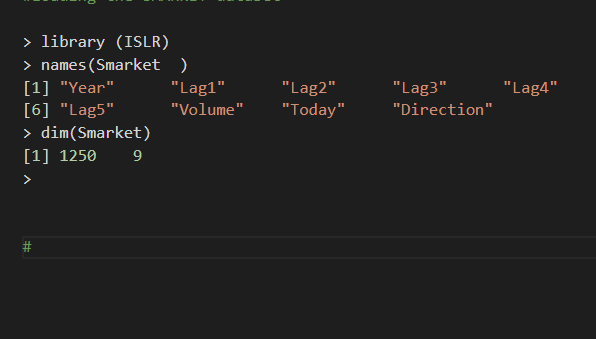 > library (ISLR)
> names(Smarket  )
[1] "Year"      "Lag1"      "Lag2"      "Lag3"      "Lag4"
[6] "Lag5"      "Volume"    "Today"     "Direction"
> dim(Smarket)
[1] 1250    9
>
#